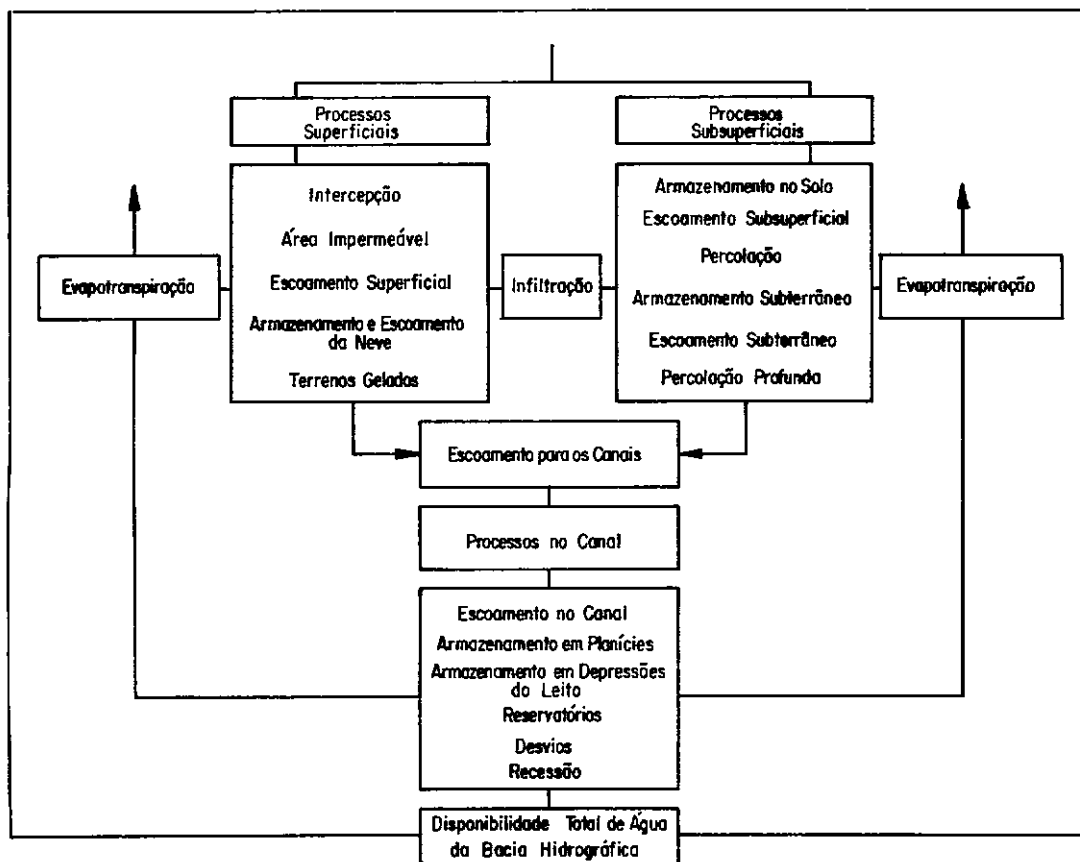 Processos
Superficiais
Processos
Subsuperficiais
Intercepção
Área Impermeável
Escoamento Superficial
Armazenamento e Escoamento
da Neve
Terrenos Gelados
Armazenamento no Solo
Escoamento Subsuperficial
Percolação
Armazenamento Subterrâneo
Escoamento Subterrâneo
Percolação Profunda
Evapotranspiração
Infiltração
Evapotranspiração
Escoamento para os Canais
Processos no Canal
Escoamento no Canal
Armazenamento em Planícies
Armazenamento em Depressões
do Leito
Reservatórios
Desvios
Recessão
Disponibilidade Total de Água
da Bacia Hidrográfica